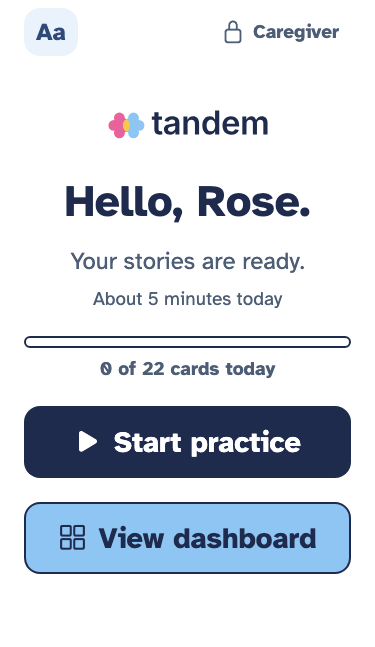 Aa
Caregiver
tandem
Hello, Rose.
Your stories are ready.
About 5 minutes today
0 of 22 cards today
Start practice
View dashboard